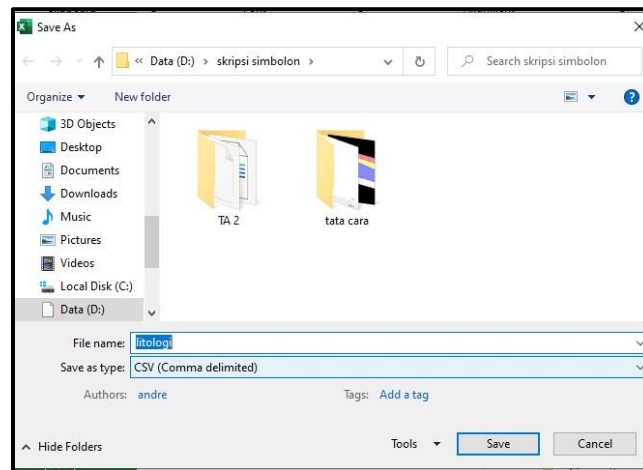 Save As
« Data (D:) › skripsi simbolon ›
Search skripsi simbolon
Organize
New folder
3D Objects
Desktop
Documents
Downloads
Music
Pictures
Videos
Local Disk (C:)
Data (D:)
TA 2
tata cara
File name: litologi
Save as type: CSV (Comma delimited)
Authors: andre
Tags: Add a tag
Hide Folders
Tools
Save
Cancel